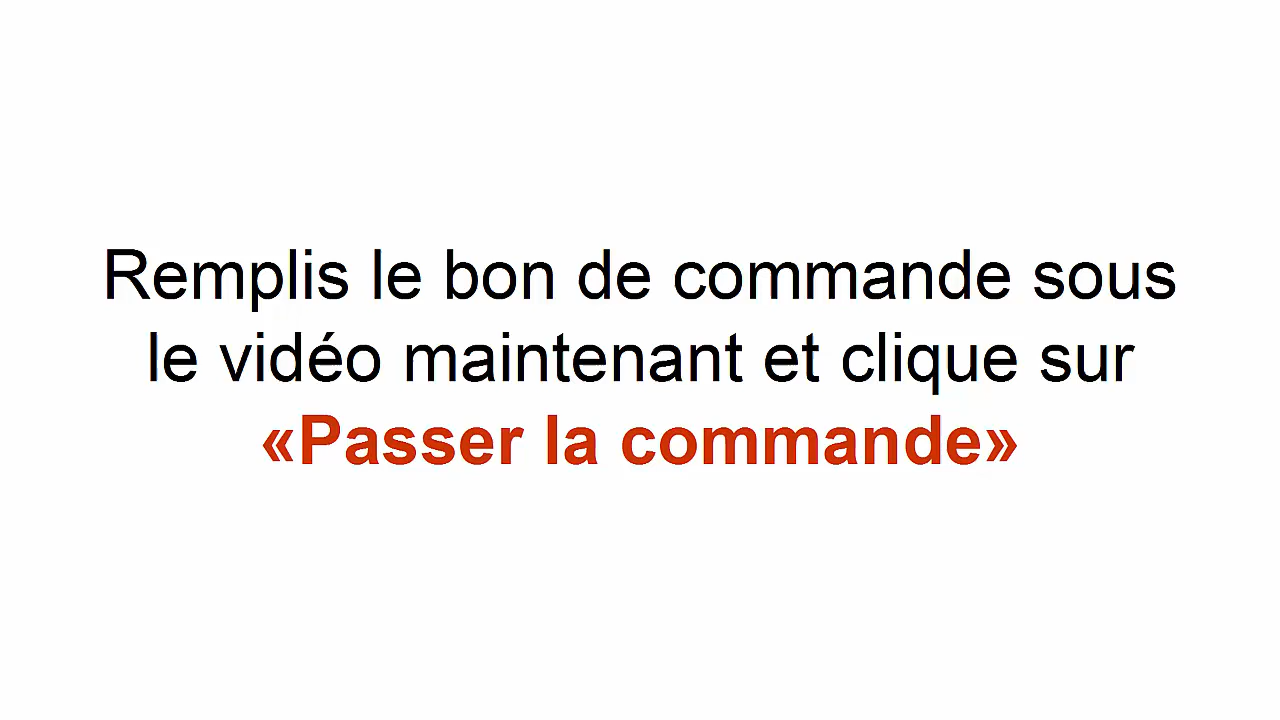 Remplis le bon de commande sous
le vidéo maintenant et clique sur
«Passer la commande»